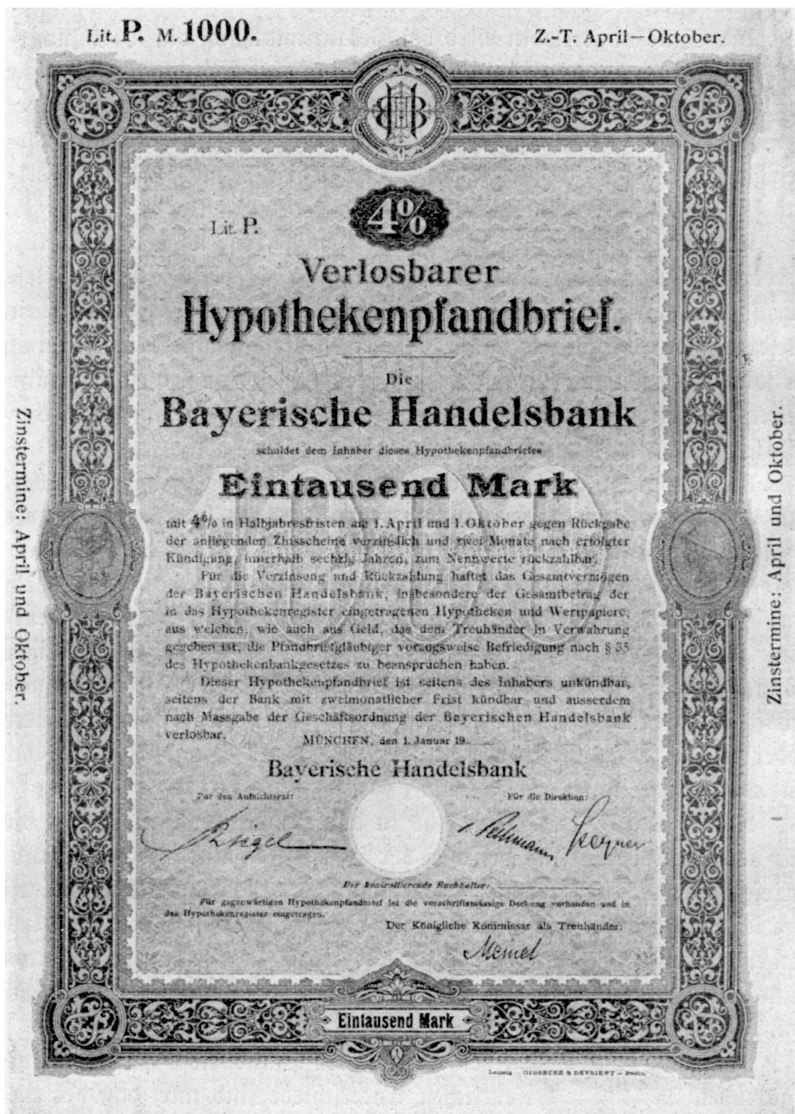 Lit. P. M. 1000.
Z.-T. April—Oktober.
Lit. P.
4%
Verlosbarer
Hypothekenpfandbrief.
Die
Bayerische Handelsbank
schuldet dem Inhaber dieses Hypothekenpfandbriefes
Eintausend Mark
mit 4% in Halbjahresfristen am 1. April und 1. Oktober gegen Rückgabe
der anliegenden Zinsscheine verzinslich und zwei Monate nach erfolgter
Kündigung, innerhalb sechzig Jahren, zum Nennwerte rückzahlbar.
Für die Verzinsung und Rückzahlung haftet das Gesamtvermögen
der Bayerischen Handelsbank, insbesondere der Gesamtbetrag der
in das Hypothekenregister eingetragenen Hypotheken und Wertpapiere,
aus welchen, wie auch aus Geld, das dem Treuhänder in Verwahrung
gegeben ist, die Pfandbriefgläubiger vorzugsweise Befriedigung nach § 35
des Hypothekenbankgesetzes zu beanspruchen haben.
Dieser Hypothekenpfandbrief ist seitens des Inhabers unkündbar,
seitens der Bank mit zweimonatlicher Frist kündbar und ausserdem
nach Massgabe der Geschäftsordnung der Bayerischen Handelsbank
verlosbar.
MÜNCHEN, den 1. Januar 19
Bayerische Handelsbank
Für den Aufsichtsrat:
Für die Direktion:
Der kontrollierende Buchhalter:
Für gegenwärtigen Hypothekenpfandbrief ist die vorschriftsmässige Deckung vorhanden und in
das Hypothekenregister eingetragen.
Der Königliche Kommissar als Treuhänder:
Eintausend Mark
Leipzig — GIESECKE & DEVRIENT — Berlin.
Zinstermine: April und Oktober.
Zinstermine: April und Oktober.